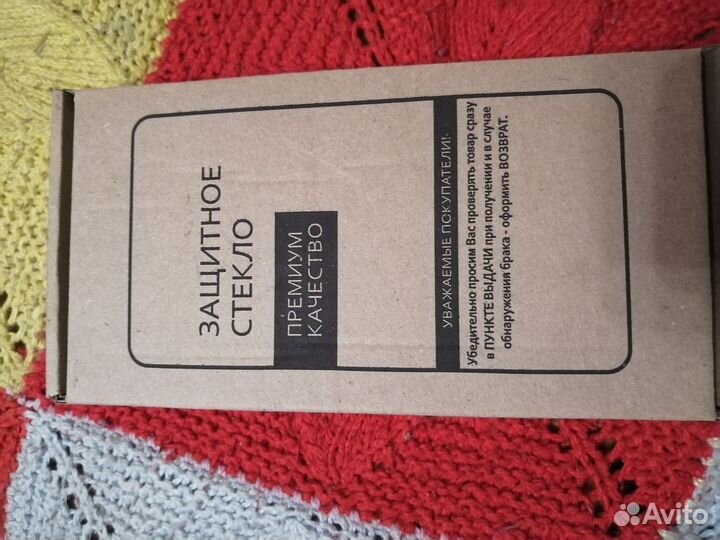 ЗАЩИТНОЕ
СТЕКЛО
ПРЕМИУМ
КАЧЕСТВО
УВАЖАЕМЫЕ ПОКУПАТЕЛИ!
Убедительно просим Вас проверять товар сразу
в ПУНКТЕ ВЫДАЧИ при получении и в случае
обнаружения брака - оформить ВОЗВРАТ.
Avito